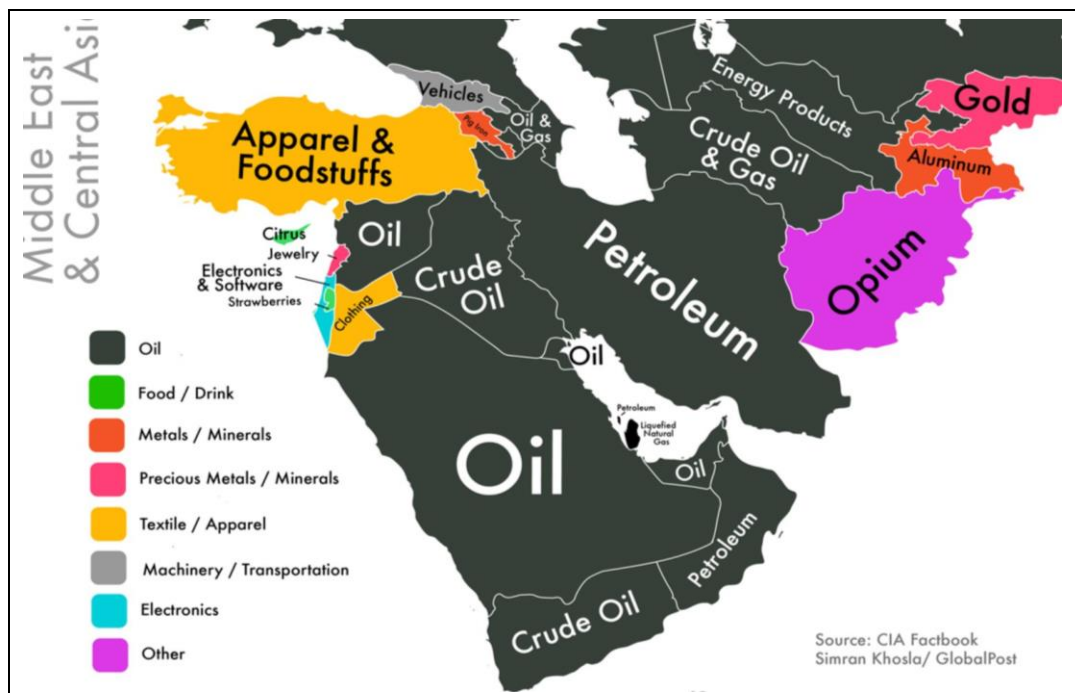 Middle East
& Central Asi
Vehicles
Oil &
Gas
Pig Iron
Energy Products
Crude Oil
& Gas
Gold
Aluminum
Apparel &
Foodstuffs
Citrus
Jewelry
Electronics
& Software
Strawberries
Clothing
Oil
Crude
Oil
Petroleum
Opium
Oil
Petroleum
Liquefied
Natural
Gas
Oil
Oil
Petroleum
Crude Oil
Oil
Food / Drink
Metals / Minerals
Precious Metals / Minerals
Textile / Apparel
Machinery / Transportation
Electronics
Other
Source: CIA Factbook
Simran Khosla/ GlobalPost